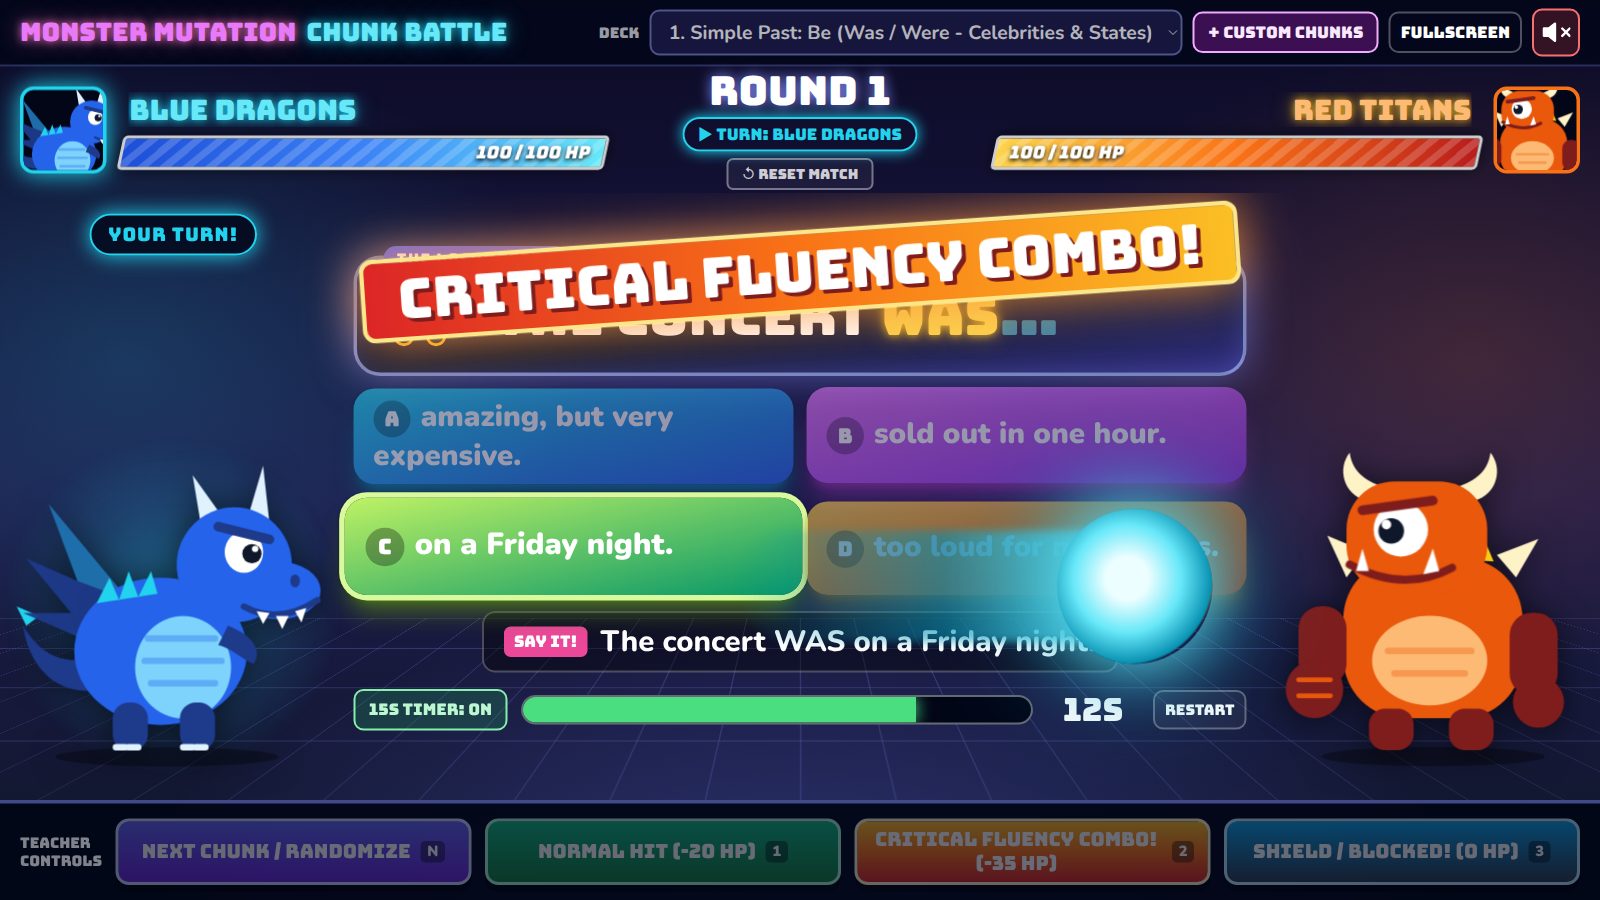 MONSTER MUTATION CHUNK BATTLE
DECK
1. Simple Past: Be (Was / Were - Celebrities & States)
+ CUSTOM CHUNKS
FULLSCREEN
BLUE DRAGONS
100 / 100 HP
ROUND 1
▶ TURN: BLUE DRAGONS
↺ RESET MATCH
RED TITANS
100 / 100 HP
YOUR TURN!
CRITICAL FLUENCY COMBO!
CONCERT WAS...
A amazing, but very
expensive.
B sold out in one hour.
C on a Friday night.
D too loud for
SAY IT! The concert WAS on a Friday night.
15S TIMER: ON
12S
RESTART
TEACHER
CONTROLS
NEXT CHUNK / RANDOMIZE N
NORMAL HIT (-20 HP) 1
CRITICAL FLUENCY COMBO!
(-35 HP) 2
SHIELD / BLOCKED! (0 HP) 3